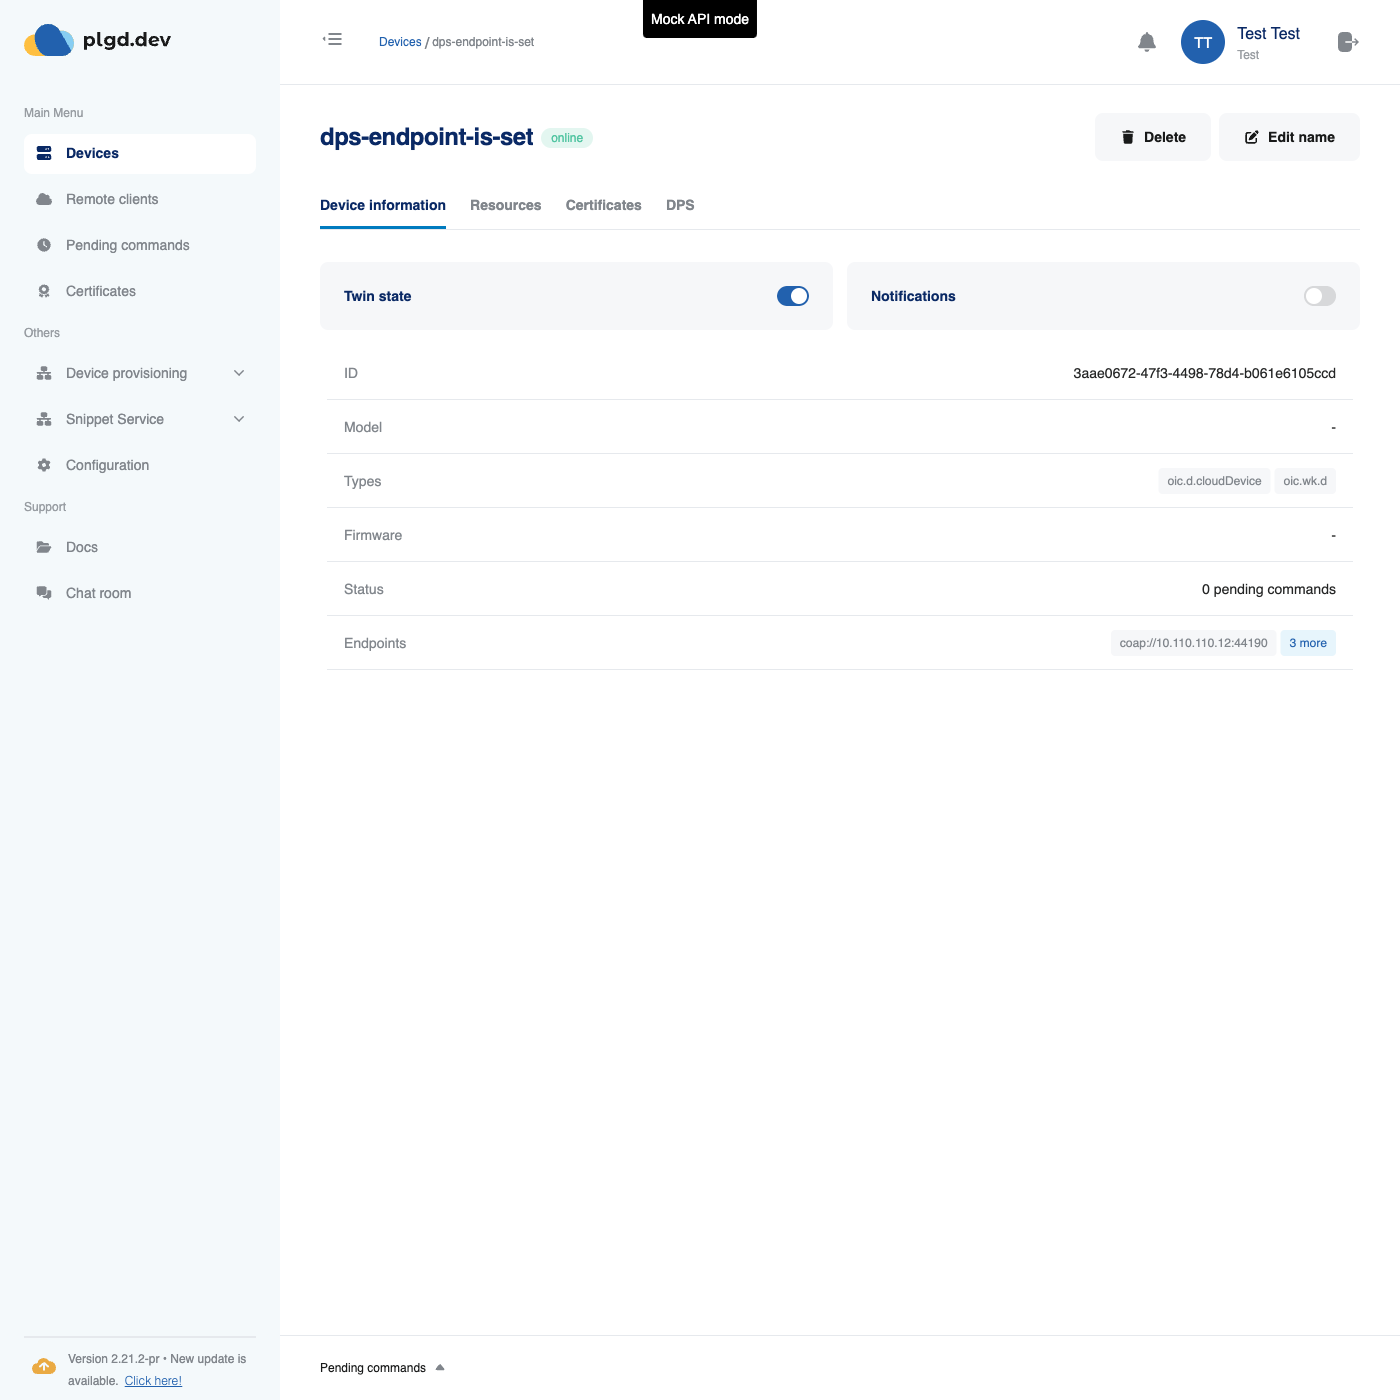 plgd.dev
Mock API mode
Devices / dps-endpoint-is-set
TT
Test Test
Test
Main Menu
Devices
Remote clients
Pending commands
Certificates
Others
Device provisioning
Snippet Service
Configuration
Support
Docs
Chat room
Version 2.21.2-pr • New update is
available. Click here!
dps-endpoint-is-set online
Delete
Edit name
Device information
Resources
Certificates
DPS
Twin state
Notifications
ID 3aae0672-47f3-4498-78d4-b061e6105ccd
Model -
Types oic.d.cloudDevice oic.wk.d
Firmware -
Status 0 pending commands
Endpoints coap://10.110.110.12:44190 3 more
Pending commands